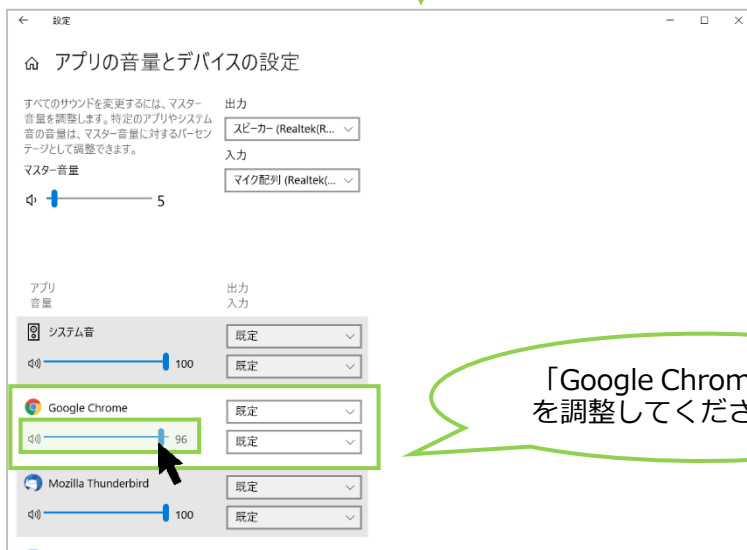 設定
アプリの音量とデバイスの設定
すべてのサウンドを変更するには、マスター
音量を調整します。特定のアプリやシステム
音の音量は、マスター音量に対するパーセン
テージとして調整できます。
マスター音量
5
出力
スピーカー (Realtek(R...
入力
マイク配列 (Realtek(...
アプリ
音量
出力
入力
システム音
既定
100
既定
Google Chrome
既定
96
既定
「Google Chrom
を調整してくださ
Mozilla Thunderbird
既定
100
既定